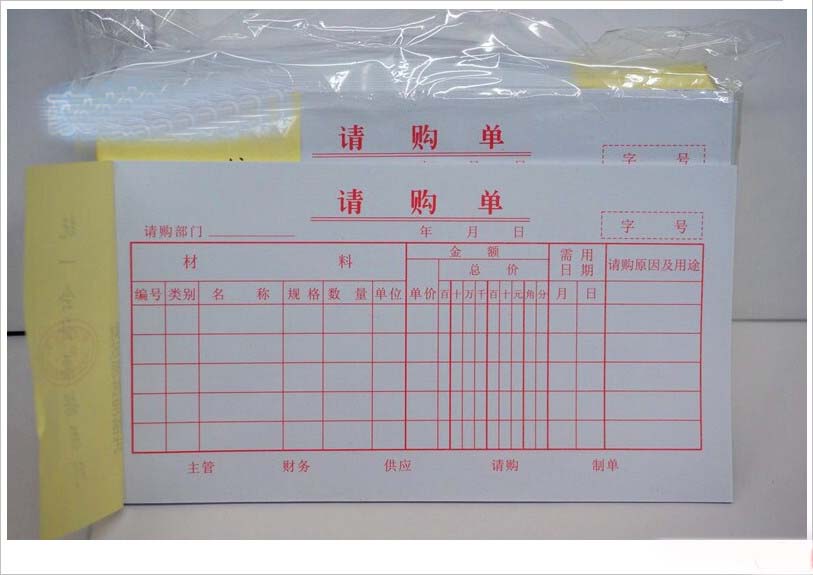 请购单
字 号
请购单
请购部门 年 月 日 字 号
材 料 金 额 需用日期 请购原因及用途
总 价
编号 类别 名 称 规格 数 量 单位 单价 百 十 万 千 百 十 元 角 分 月 日
主管 财务 供应 请购 制单